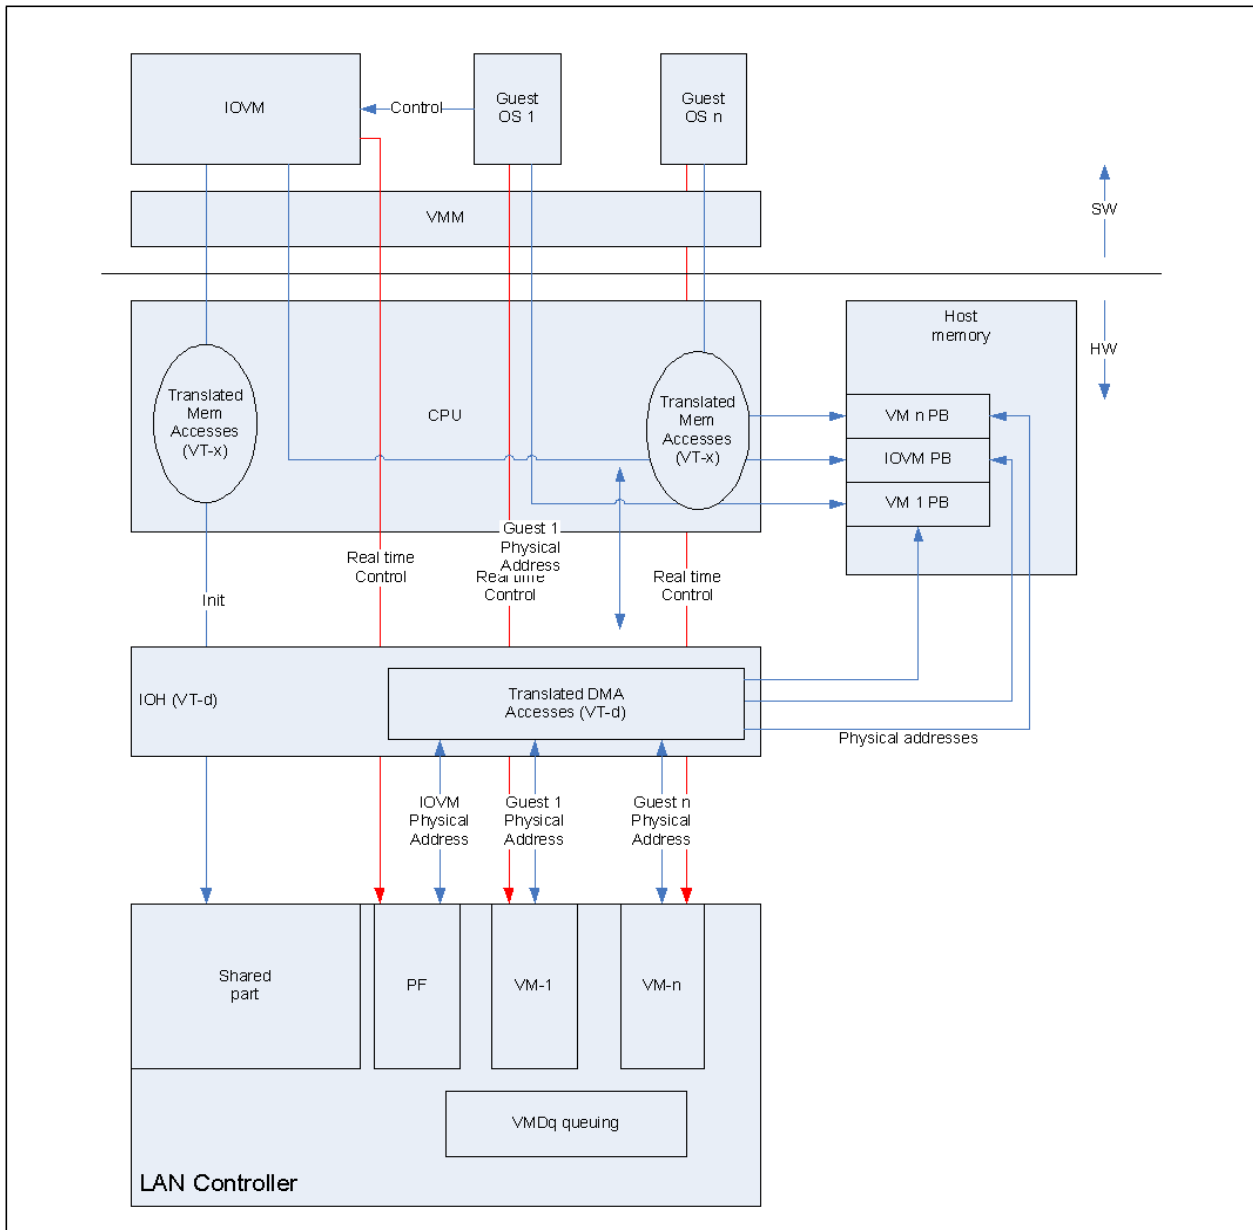 IOVM
Control
Guest
OS 1
Guest
OS n
VMM
SW
HW
Host
memory
Translated
Mem
Accesses
(VT-x)
CPU
Translated
Mem
Accesses
(VT-x)
VM n PB
IOVM PB
VM 1 PB
Guest 1
Physical
Address
Real time
Control
Real time
Control
Real time
Control
Init
IOH (VT-d)
Translated DMA
Accesses (VT-d)
Physical addresses
IOVM
Physical
Address
Guest 1
Physical
Address
Guest n
Physical
Address
Shared
part
PF
VM-1
VM-n
VMDq queuing
LAN Controller